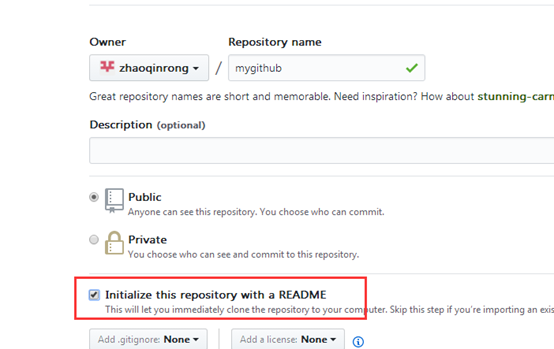 Owner Repository name
zhaoqinrong / mygithub
Great repository names are short and memorable. Need inspiration? How about stunning-carn
Description (optional)
Public
Anyone can see this repository. You choose who can commit.
Private
You choose who can see and commit to this repository.
Initialize this repository with a README
This will let you immediately clone the repository to your computer. Skip this step if you're importing an exis
Add .gitignore: None Add a license: None